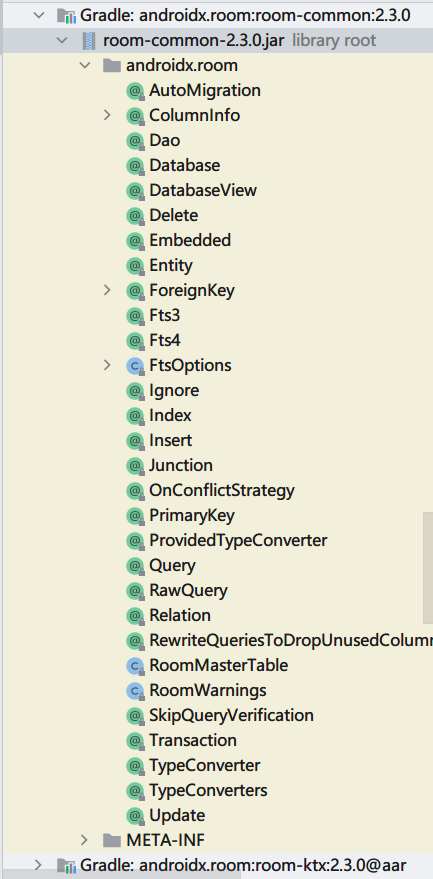 Gradle: androidx.room:room-common:2.3.0
room-common-2.3.0.jar library root
androidx.room
AutoMigration
ColumnInfo
Dao
Database
DatabaseView
Delete
Embedded
Entity
ForeignKey
Fts3
Fts4
FtsOptions
Ignore
Index
Insert
Junction
OnConflictStrategy
PrimaryKey
ProvidedTypeConverter
Query
RawQuery
Relation
RewriteQueriesToDropUnusedColumn
RoomMasterTable
RoomWarnings
SkipQueryVerification
Transaction
TypeConverter
TypeConverters
Update
META-INF
Gradle: androidx.room:room-ktx:2.3.0@aar